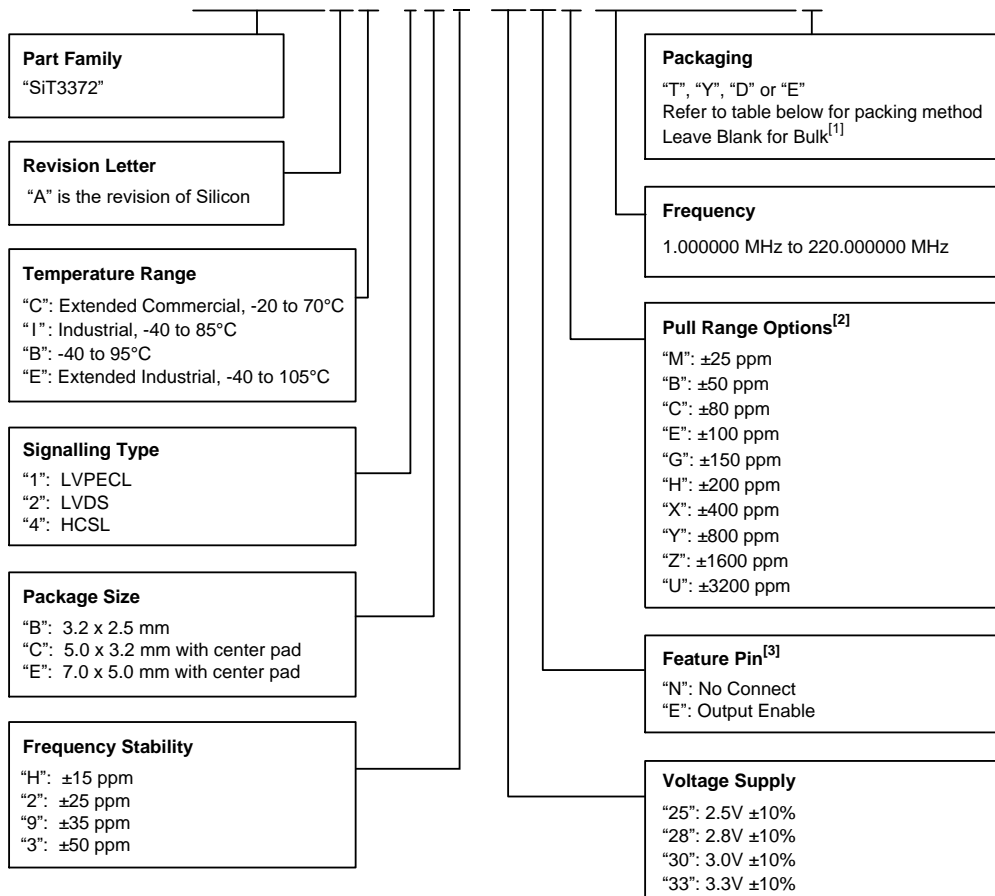 Part Family
“SiT3372”
Revision Letter
“A” is the revision of Silicon
Temperature Range
“C”: Extended Commercial, -20 to 70°C
“I”: Industrial, -40 to 85°C
“B”: -40 to 95°C
“E”: Extended Industrial, -40 to 105°C
Signalling Type
“1”: LVPECL
“2”: LVDS
“4”: HCSL
Package Size
“B”: 3.2 x 2.5 mm
“C”: 5.0 x 3.2 mm with center pad
“E”: 7.0 x 5.0 mm with center pad
Frequency Stability
“H”: ±15 ppm
“2”: ±25 ppm
“9”: ±35 ppm
“3”: ±50 ppm
Packaging
“T”, “Y”, “D” or “E”
Refer to table below for packing method
Leave Blank for Bulk[1]
Frequency
1.000000 MHz to 220.000000 MHz
Pull Range Options[2]
“M”: ±25 ppm
“B”: ±50 ppm
“C”: ±80 ppm
“E”: ±100 ppm
“G”: ±150 ppm
“H”: ±200 ppm
“X”: ±400 ppm
“Y”: ±800 ppm
“Z”: ±1600 ppm
“U”: ±3200 ppm
Feature Pin[3]
“N”: No Connect
“E”: Output Enable
Voltage Supply
“25”: 2.5V ±10%
“28”: 2.8V ±10%
“30”: 3.0V ±10%
“33”: 3.3V ±10%